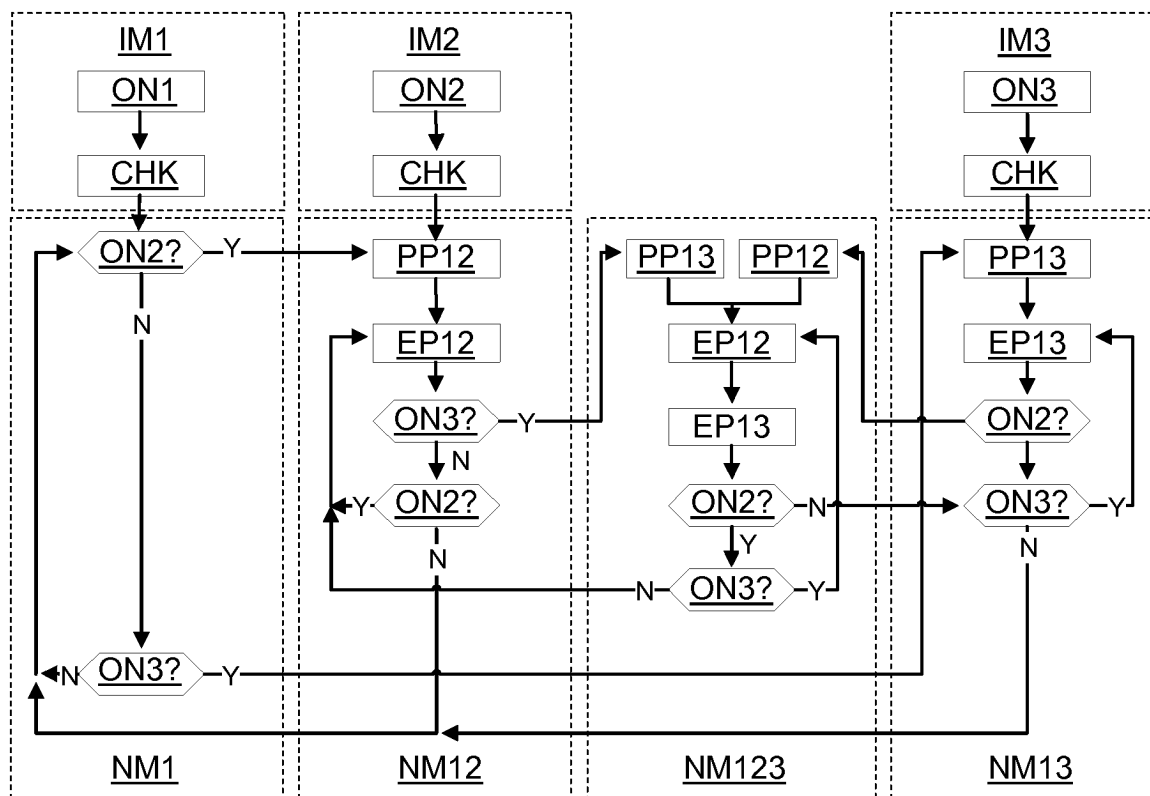 IM1
IM2
IM3
ON1
ON2
ON3
CHK
CHK
CHK
ON2?
Y
PP12
PP13
PP12
PP13
N
EP12
EP12
EP13
ON3?
Y
EP13
ON2?
N
Y
ON2?
ON2?
N
ON3?
Y
N
Y
N
N
ON3?
Y
N
ON3?
Y
NM1
NM12
NM123
NM13